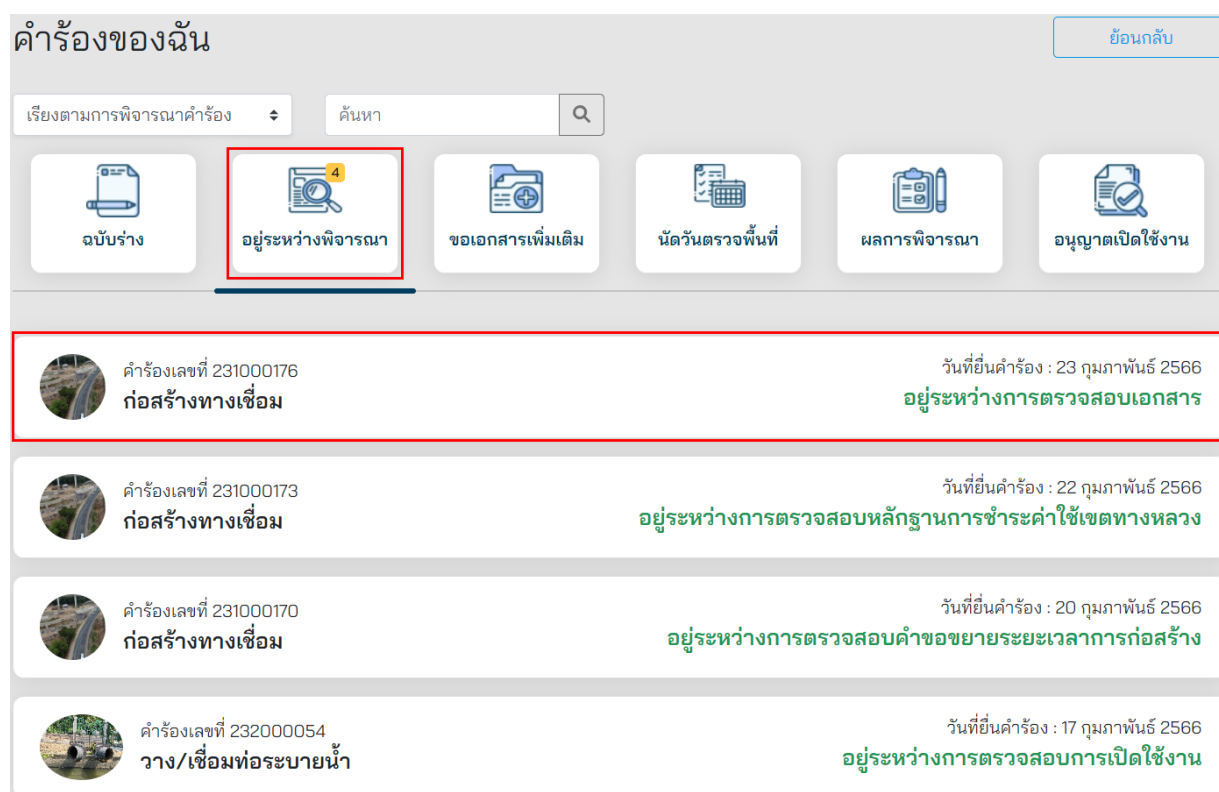 คำร้องของฉัน
ย้อนกลับ
เรียงตามการพิจารณาคำร้อง
ค้นหา
4
ฉบับร่าง
อยู่ระหว่างพิจารณา
ขอเอกสารเพิ่มเติม
นัดวันตรวจพื้นที่
ผลการพิจารณา
อนุญาตเปิดใช้งาน
คำร้องเลขที่ 231000176
วันที่ยื่นคำร้อง : 23 กุมภาพันธ์ 2566
ก่อสร้างทางเชื่อม
อยู่ระหว่างการตรวจสอบเอกสาร
คำร้องเลขที่ 231000173
วันที่ยื่นคำร้อง : 22 กุมภาพันธ์ 2566
ก่อสร้างทางเชื่อม
อยู่ระหว่างการตรวจสอบหลักฐานการชำระค่าใช้เขตทางหลวง
คำร้องเลขที่ 231000170
วันที่ยื่นคำร้อง : 20 กุมภาพันธ์ 2566
ก่อสร้างทางเชื่อม
อยู่ระหว่างการตรวจสอบคำขอขยายระยะเวลาการก่อสร้าง
คำร้องเลขที่ 232000054
วันที่ยื่นคำร้อง : 17 กุมภาพันธ์ 2566
วาง/เชื่อมท่อระบายน้ำ
อยู่ระหว่างการตรวจสอบการเปิดใช้งาน